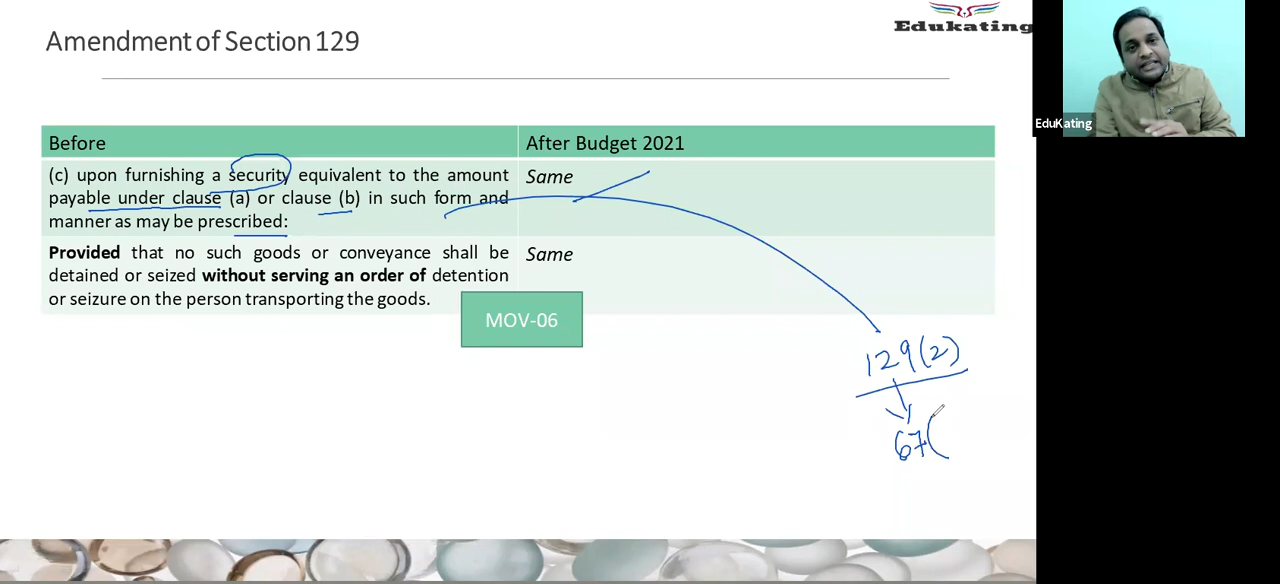 Amendment of Section 129
Edukating
EduKating
Before
After Budget 2021
(c) upon furnishing a security equivalent to the amount
payable under clause (a) or clause (b) in such form and
manner as may be prescribed:
Same
Provided that no such goods or conveyance shall be
detained or seized without serving an order of detention
or seizure on the person transporting the goods.
Same
MOV-06
129(2)
67(